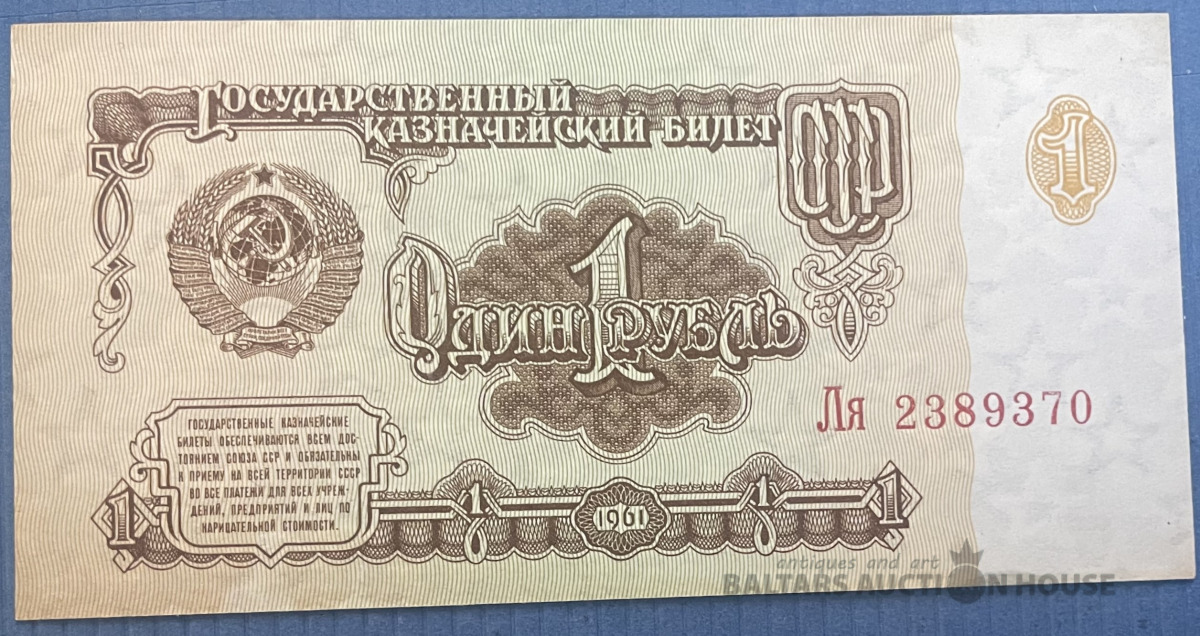 ГОСУДАРСТВЕННЫЙ
КАЗНАЧЕЙСКИЙ БИЛЕТ
СССР
1
1
ОДИН РУБЛЬ
Ля 2389370
ГОСУДАРСТВЕННЫЕ КАЗНАЧЕЙСКИЕ
БИЛЕТЫ ОБЕСПЕЧИВАЮТСЯ ВСЕМ ДОС-
ТОЯНИЕМ СОЮЗА ССР И ОБЯЗАТЕЛЬНЫ
К ПРИЕМУ НА ВСЕЙ ТЕРРИТОРИИ СССР
ВО ВСЕ ПЛАТЕЖИ ДЛЯ ВСЕХ УЧРЕЖ-
ДЕНИЙ, ПРЕДПРИЯТИЙ И ЛИЦ ПО
НАРИЦАТЕЛЬНОЙ СТОИМОСТИ.
1 1 1961 1 1
antiques and art
BALTARS AUCTION HOUSE